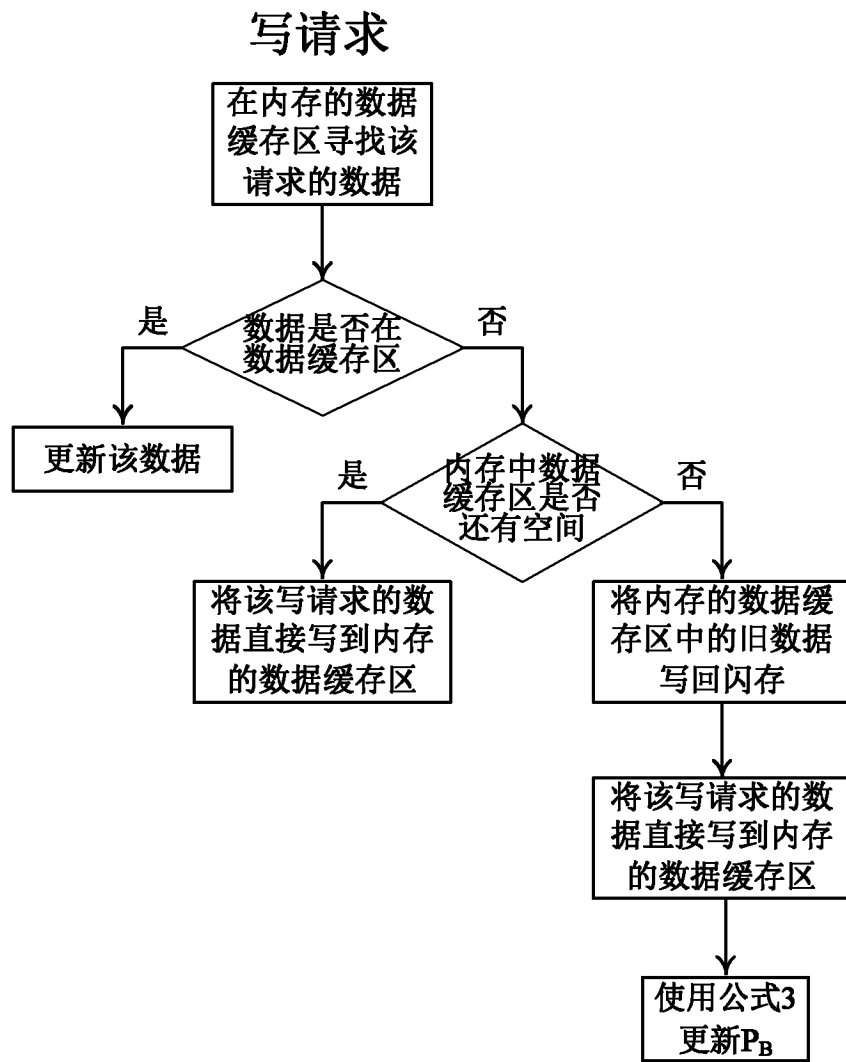 写请求
在内存的数据
缓存区寻找该
请求的数据
是
数据是否在
数据缓存区
否
更新该数据
是
内存中数据
缓存区是否
还有空间
否
将该写请求的数
据直接写到内存
的数据缓存区
将内存的数据缓
存区中的旧数据
写回闪存
将该写请求的数
据直接写到内存
的数据缓存区
使用公式3
更新P_B